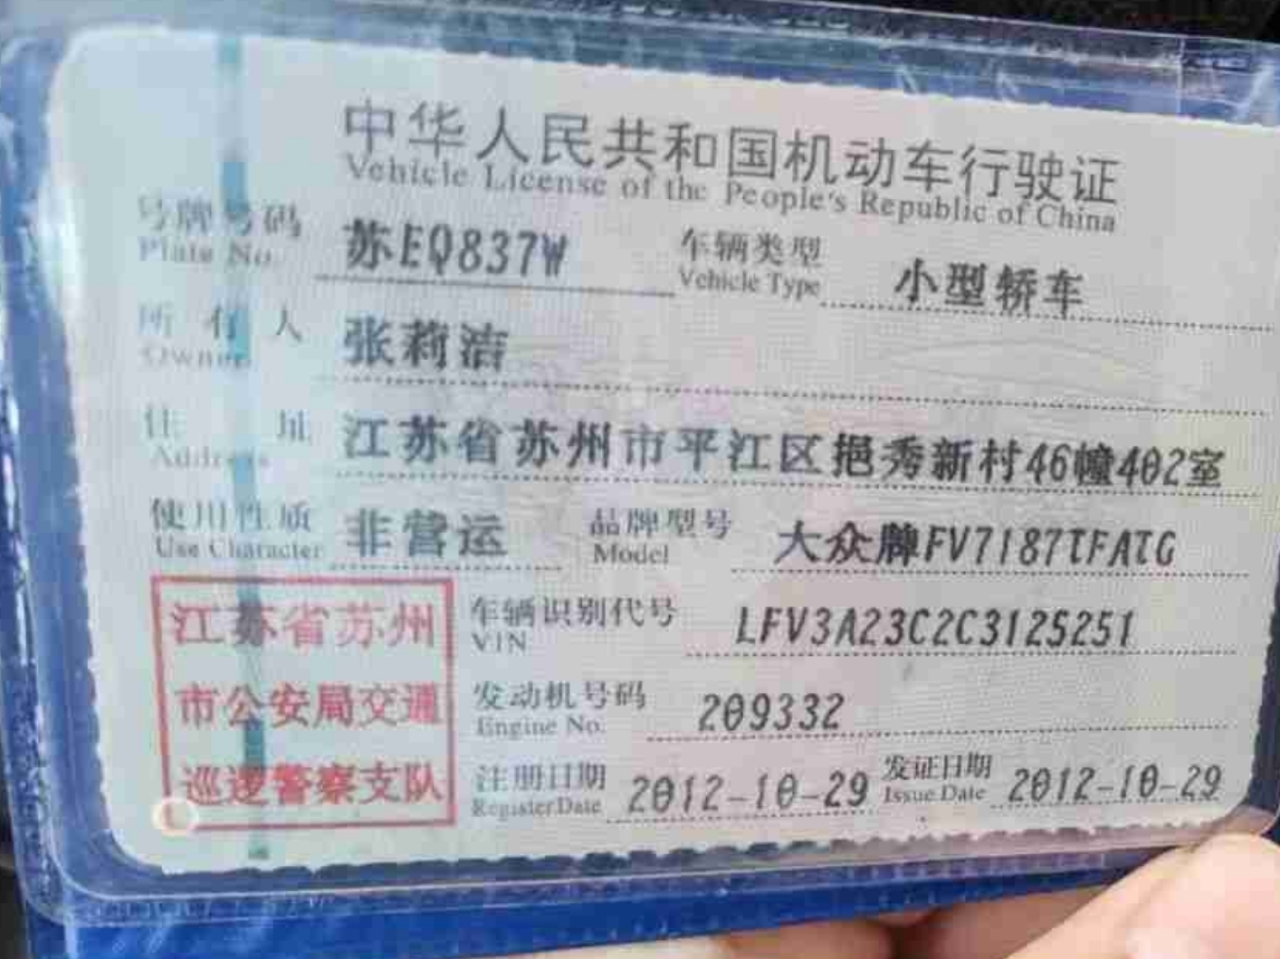 中华人民共和国机动车行驶证
Vehicle License of the People's Republic of China
号牌号码 苏EQ837W 车辆类型 小型轿车
Plate No. Vehicle Type
所有人 张莉洁
Owner
住址 江苏省苏州市平江区挹秀新村46幢402室
Address
使用性质 非营运 品牌型号 大众牌FV7187TFATG
Use Character Model
江苏省苏州
市公安局交通
巡逻警察支队
车辆识别代号 LFV3A23C2C3125251
VIN
发动机号码 209332
Engine No.
注册日期 2012-10-29 发证日期 2012-10-29
Register Date Issue Date